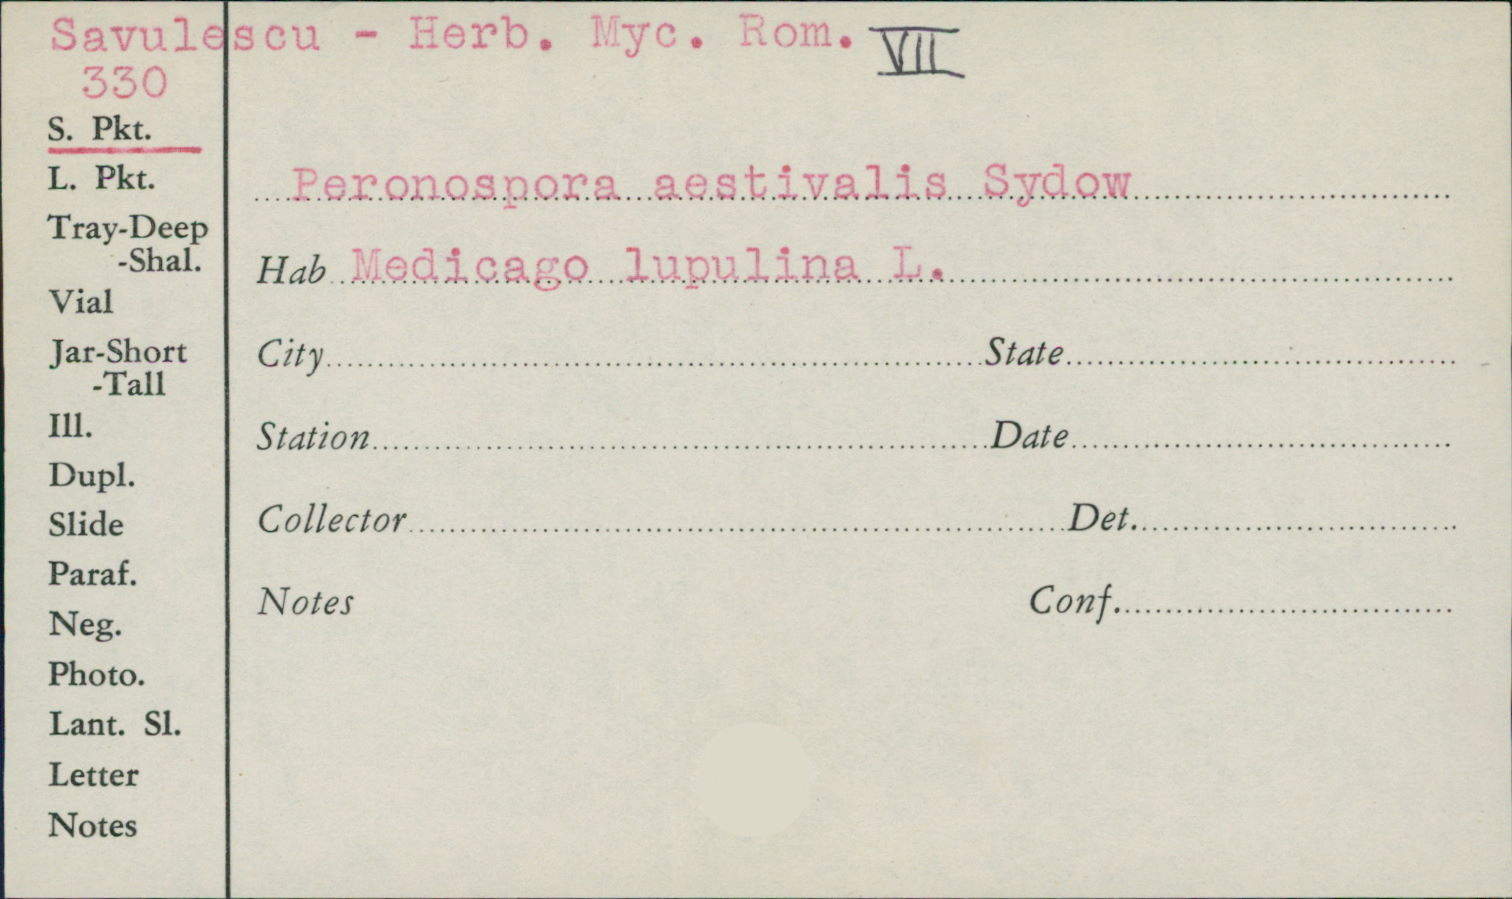 Savulescu - Herb. Myc. Rom. VII
330
S. Pkt.
L. Pkt.
Tray-Deep
-Shal.
Vial
Jar-Short
-Tall
Ill.
Dupl.
Slide
Paraf.
Neg.
Photo.
Lant. Sl.
Letter
Notes
Peronospora aestivalis Sydow
Hab Medicago lupulina L.
City State
Station Date
Collector Det.
Notes Conf.